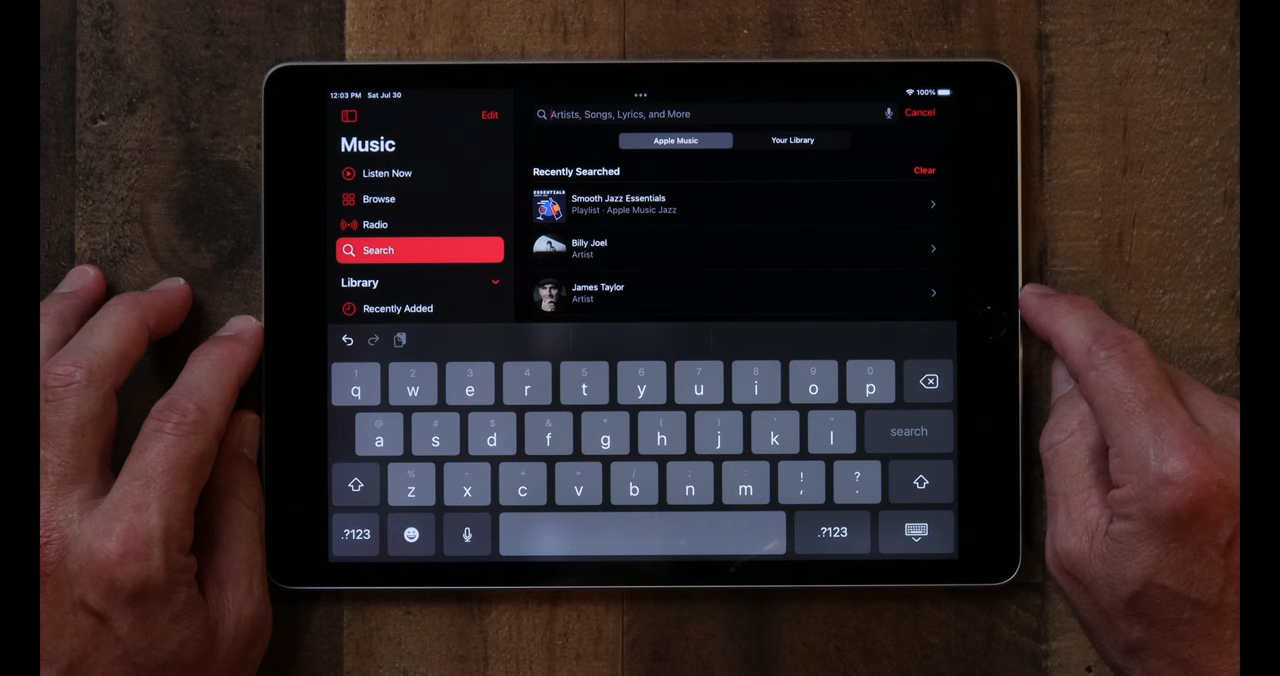 12:03 PM Sat Jul 30
100%
Edit
Artists, Songs, Lyrics, and More
Cancel
Music
Apple Music
Your Library
Listen Now
Recently Searched
Clear
Browse
ESSENTIALS
Smooth Jazz Essentials
Playlist · Apple Music Jazz
Radio
Search
Billy Joel
Artist
Library
James Taylor
Artist
Recently Added
1 2 3 4 5 6 7 8 9 0
q w e r t y u i o p
@ # $ & * ( ) ' "
a s d f g h j k l search
% - + = / ; : ! ?
z x c v b n m , .
.?123 .?123